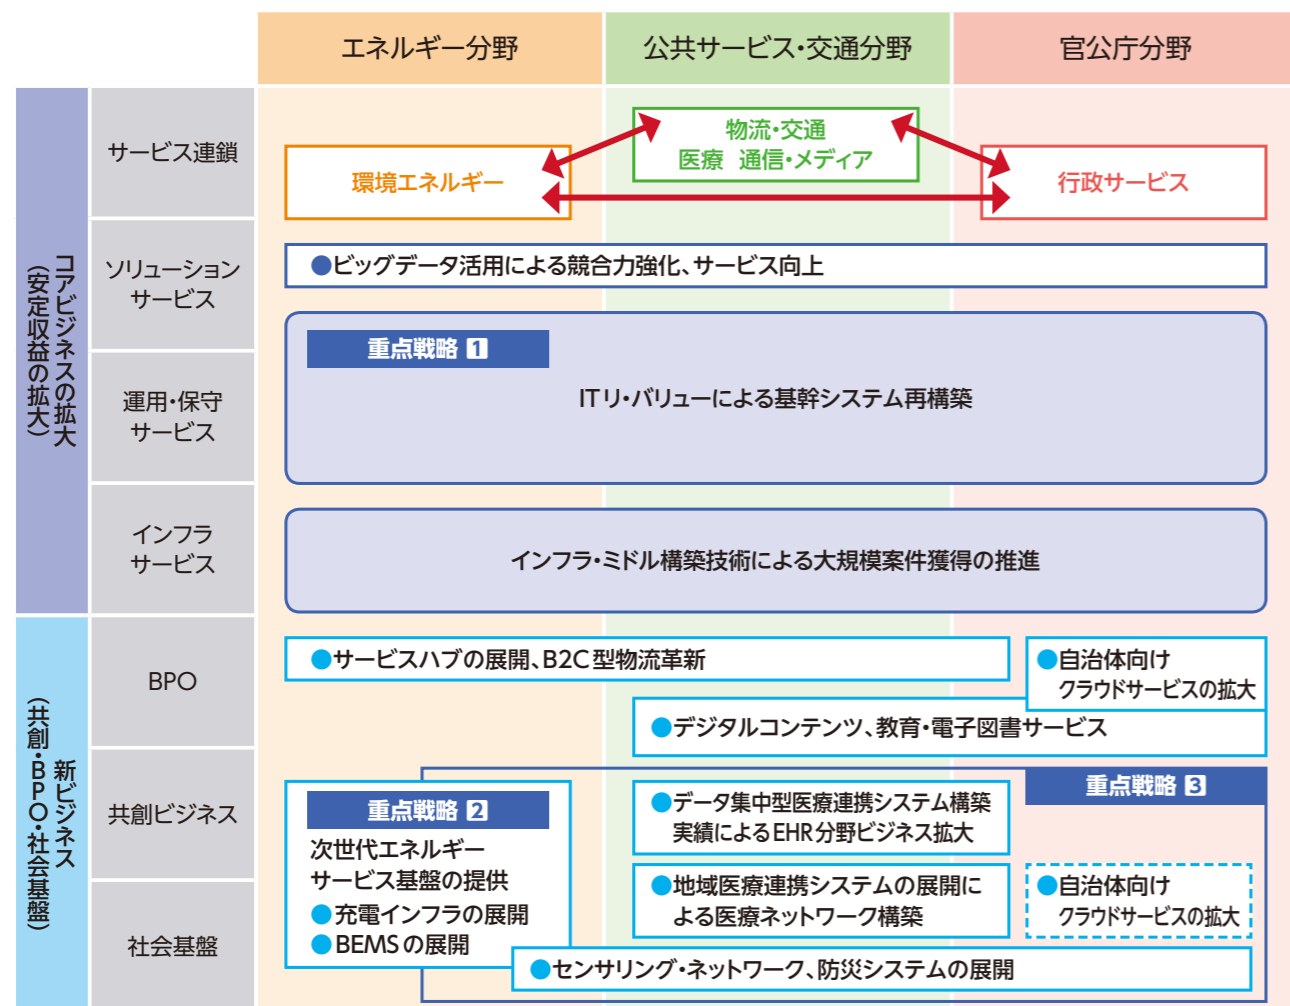 エネルギー分野
公共サービス・交通分野
官公庁分野
コアビジネスの拡大
（安定収益の拡大）
サービス連鎖
環境エネルギー
物流・交通
医療 通信・メディア
行政サービス
ソリューション
サービス
●ビッグデータ活用による競合力強化、サービス向上
重点戦略 1
ITリ・バリューによる基幹システム再構築
運用・保守
サービス
インフラ
サービス
インフラ・ミドル構築技術による大規模案件獲得の推進
新ビジネス
（共創・BPO・社会基盤）
BPO
●サービスハブの展開、B2C型物流革新
●自治体向け
クラウドサービスの拡大
●デジタルコンテンツ、教育・電子図書サービス
共創ビジネス
重点戦略 2
次世代エネルギー
サービス基盤の提供
●充電インフラの展開
●BEMSの展開
●データ集中型医療連携システム構築
実績によるEHR分野ビジネス拡大
重点戦略 3
●地域医療連携システムの展開に
よる医療ネットワーク構築
●自治体向け
クラウドサービスの拡大
社会基盤
●センサリング・ネットワーク、防災システムの展開